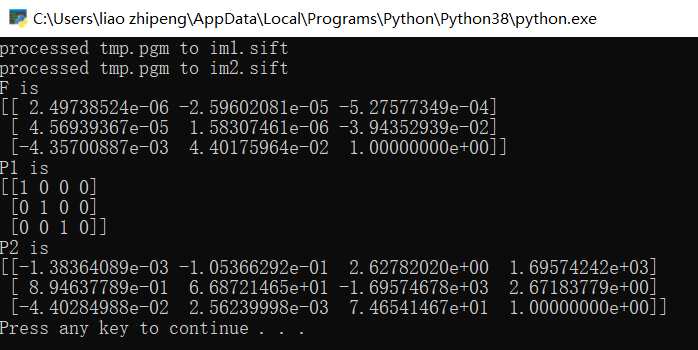 C:\Users\liao zhipeng\AppData\Local\Programs\Python\Python38\python.exe
processed tmp.pgm to im1.sift
processed tmp.pgm to im2.sift
F is
[[ 2.49738524e-06 -2.59602081e-05 -5.27577349e-04]
 [ 4.56939367e-05  1.58307461e-06 -3.94352939e-02]
 [-4.35700887e-03  4.40175964e-02  1.00000000e+00]]
P1 is
[[1 0 0 0]
 [0 1 0 0]
 [0 0 1 0]]
P2 is
[[-1.38364089e-03 -1.05366292e-01  2.62782020e+00  1.69574242e+03]
 [ 8.94637789e-01  6.68721465e+01 -1.69574678e+03  2.67183779e+00]
 [-4.40284988e-02  2.56239998e-03  7.46541467e+01  1.00000000e+00]]
Press any key to continue . . .